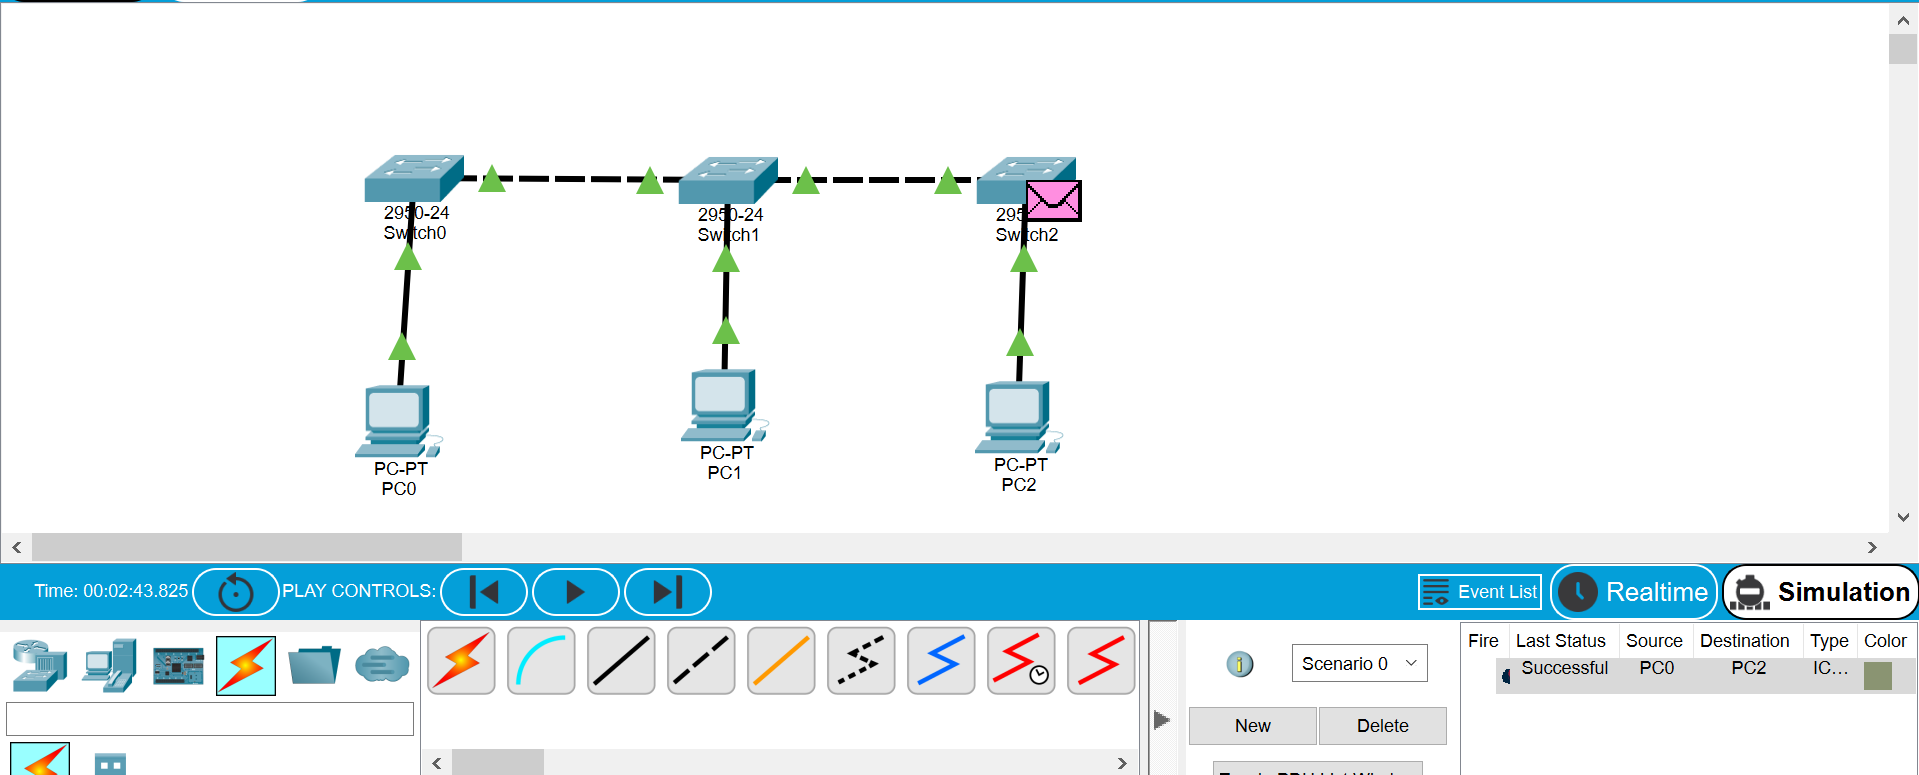 2950-24
Switch0
2950-24
Switch1
295
Switch2
PC-PT
PC0
PC-PT
PC1
PC-PT
PC2
Time: 00:02:43.825
PLAY CONTROLS:
Event List
Realtime
Simulation
Scenario 0
New
Delete
Fire Last Status Source Destination Type Color
Successful PC0 PC2 IC...